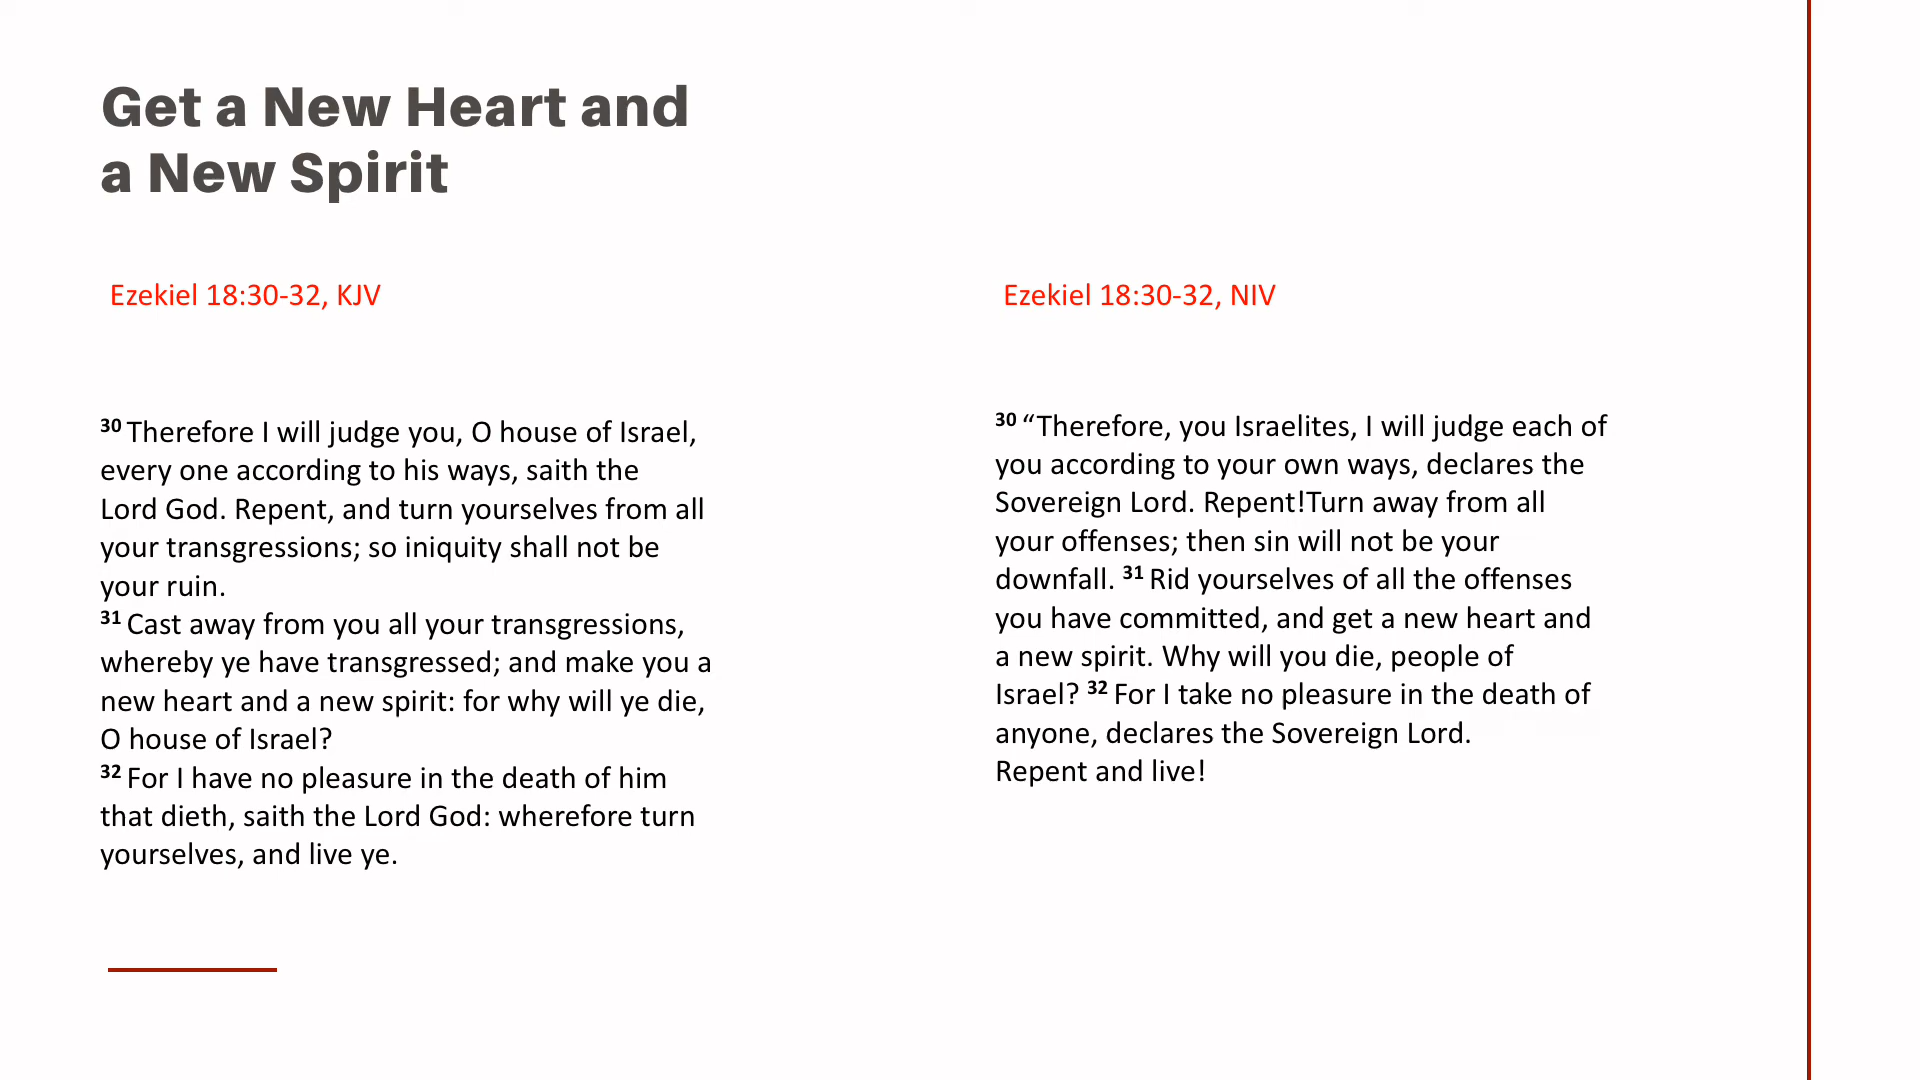 Get a New Heart and
a New Spirit
Ezekiel 18:30-32, KJV
30 Therefore I will judge you, O house of Israel,
every one according to his ways, saith the
Lord God. Repent, and turn yourselves from all
your transgressions; so iniquity shall not be
your ruin.
31 Cast away from you all your transgressions,
whereby ye have transgressed; and make you a
new heart and a new spirit: for why will ye die,
O house of Israel?
32 For I have no pleasure in the death of him
that dieth, saith the Lord God: wherefore turn
yourselves, and live ye.
Ezekiel 18:30-32, NIV
30 “Therefore, you Israelites, I will judge each of
you according to your own ways, declares the
Sovereign Lord. Repent!Turn away from all
your offenses; then sin will not be your
downfall. 31 Rid yourselves of all the offenses
you have committed, and get a new heart and
a new spirit. Why will you die, people of
Israel? 32 For I take no pleasure in the death of
anyone, declares the Sovereign Lord.
Repent and live!